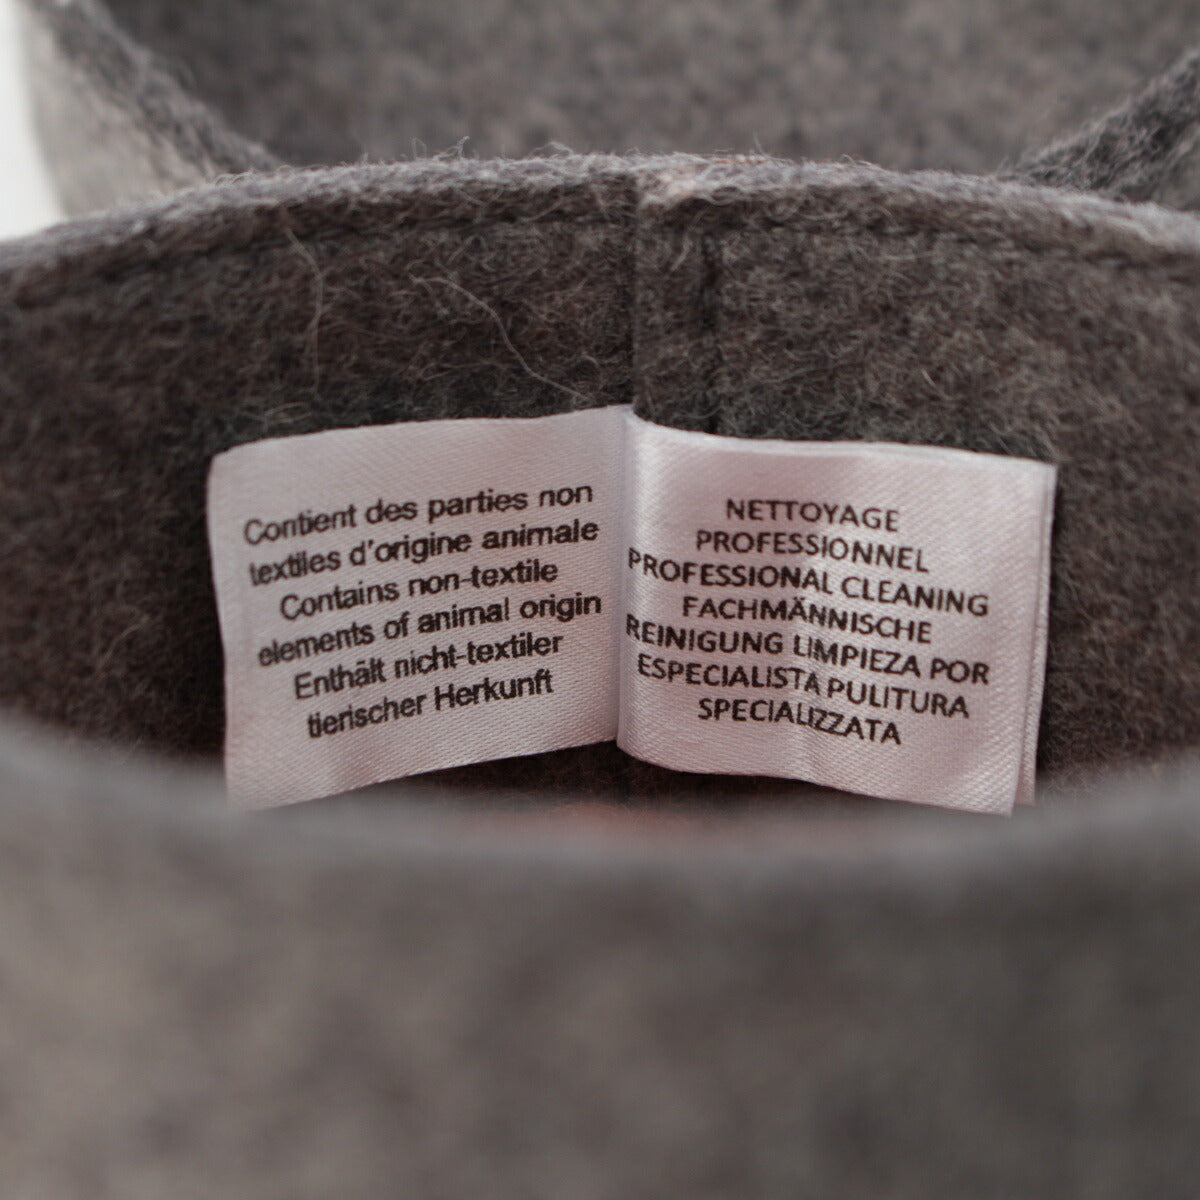 Contient des parties non
textiles d'origine animale
Contains non-textile
elements of animal origin
Enthält nicht-textiler
tierischer Herkunft
NETTOYAGE
PROFESSIONNEL
PROFESSIONAL CLEANING
FACHMÄNNISCHE
REINIGUNG LIMPIEZA POR
ESPECIALISTA PULITURA
SPECIALIZZATA